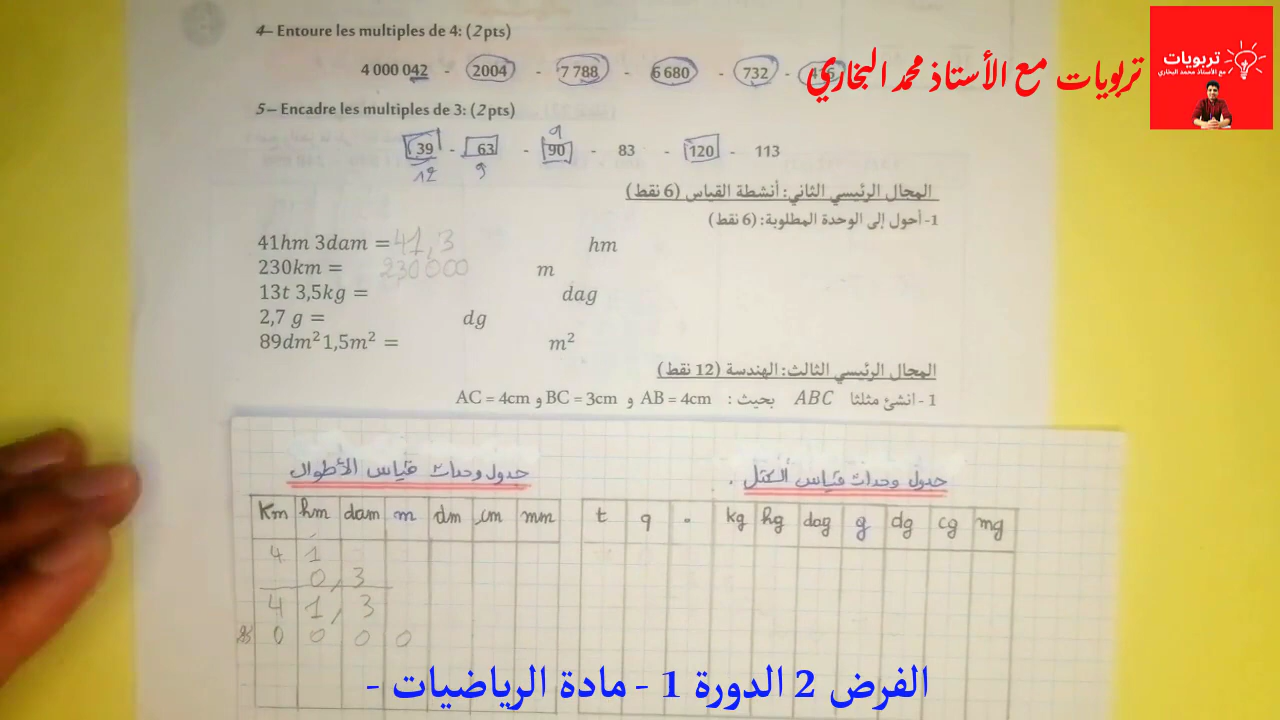 4– Entoure les multiples de 4: (2pts)
4 000 042 - 2004 - 7 788 - 6 680 - 732 -
تربويات مع الأستاذ محمد البخاري
تربويات
مع الأستاذ محمد البخاري
5– Encadre les multiples de 3: (2pts)
9
39 - 63 - 90 - 83 - 120 - 113
12 9
المجال الرئيسي الثاني: أنشطة القياس (6 نقط)
1- أحول إلى الوحدة المطلوبة: (6 نقط)
41hm 3dam = 41,3 hm
230km = 230000 m
13t 3,5kg = dag
2,7 g = dg
89dm² 1,5m² = m²
المجال الرئيسي الثالث: الهندسة (12 نقط)
1 - انشئ مثلثا ABC بحيث : AB = 4cm و BC = 3cm و AC = 4cm
جدول وحدات قياس الأطوال
جدول وحدات قياس الكتل .
Km hm dam m dm cm mm
t q . kg hg dag g dg cg mg
4 1
0,3
4 1, 3
0 0 0 0
الفرض 2 الدورة 1 - مادة الرياضيات -